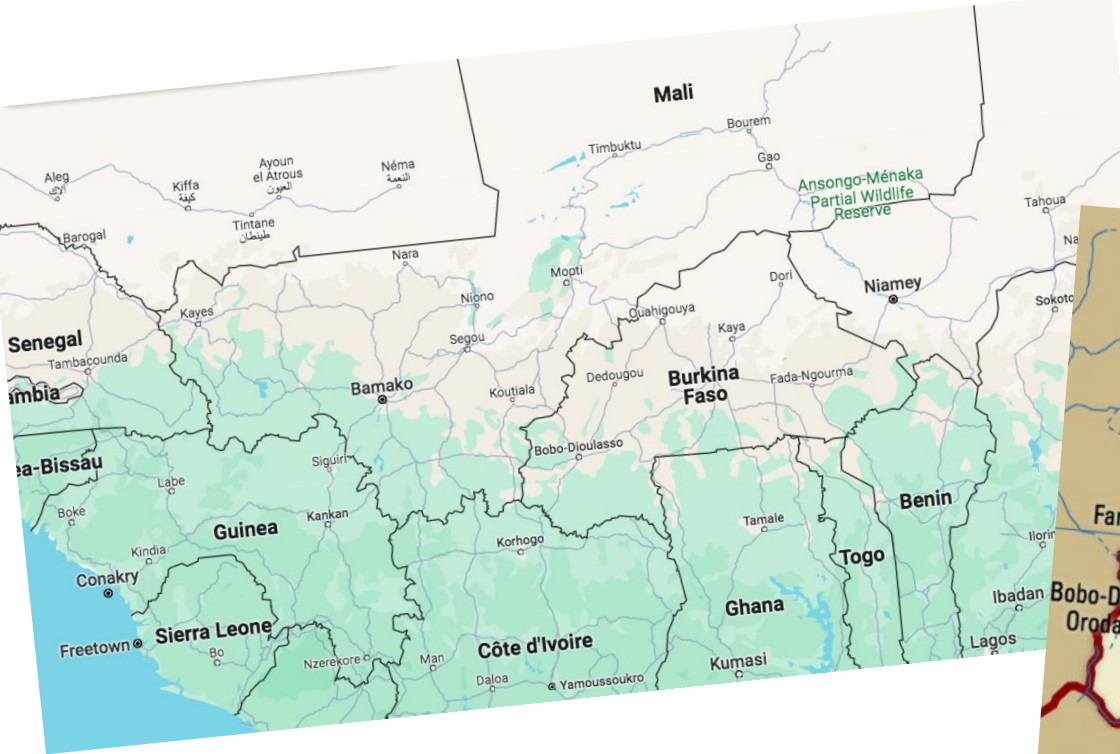 Mali
Bourem
Timbuktu
Gao
Ayoun
el Atrous
العيون
Néma
النعمة
Aleg
ألاك
Kiffa
كيفة
Tintane
طينطان
Ansongo-Ménaka
Partial Wildlife
Reserve
Tahoua
Barogal
Na
Nara
Mopti
Dori
Niamey
Sokoto
Niono
Kayes
Ouahigouya
Kaya
Senegal
Segou
Tambacounda
ambia
Bamako
Koutiala
Dedougou
Burkina
Faso
Fada-Ngourma
Bobo-Dioulasso
ea-Bissau
Siguiri
Labe
Boke
Kankan
Guinea
Benin
Tamale
Korhogo
Kindia
Togo
Ilorin
Far
Conakry
Ghana
Ibadan
Bobo-D
Oroda
Freetown
Sierra Leone
Bo
Nzerekore
Man
Côte d'Ivoire
Daloa
Yamoussoukro
Kumasi
Lagos